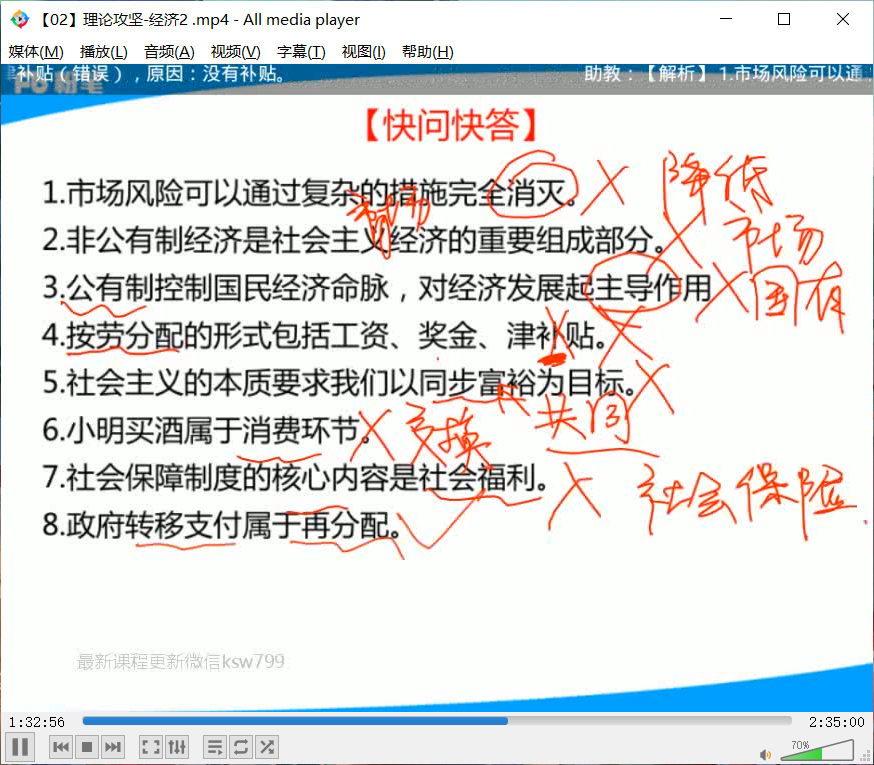 【02】理论攻坚-经济2 .mp4 - All media player
媒体(M) 播放(L) 音频(A) 视频(V) 字幕(T) 视图(I) 帮助(H)
补贴（错误），原因：没有补贴。 助教：【解析】1.市场风险可以通
粉笔
【快问快答】
1.市场风险可以通过复杂的措施完全消灭。 降低
市场
2.非公有制经济是社会主义经济的重要组成部分。 市场
3.公有制控制国民经济命脉，对经济发展起主导作用 国有
4.按劳分配的形式包括工资、奖金、津补贴。
5.社会主义的本质要求我们以同步富裕为目标。
共同
6.小明买酒属于消费环节。 交换
7.社会保障制度的核心内容是社会福利。 社会保险
8.政府转移支付属于再分配。
最新课程更新微信ksw799
1:32:56 2:35:00
70%